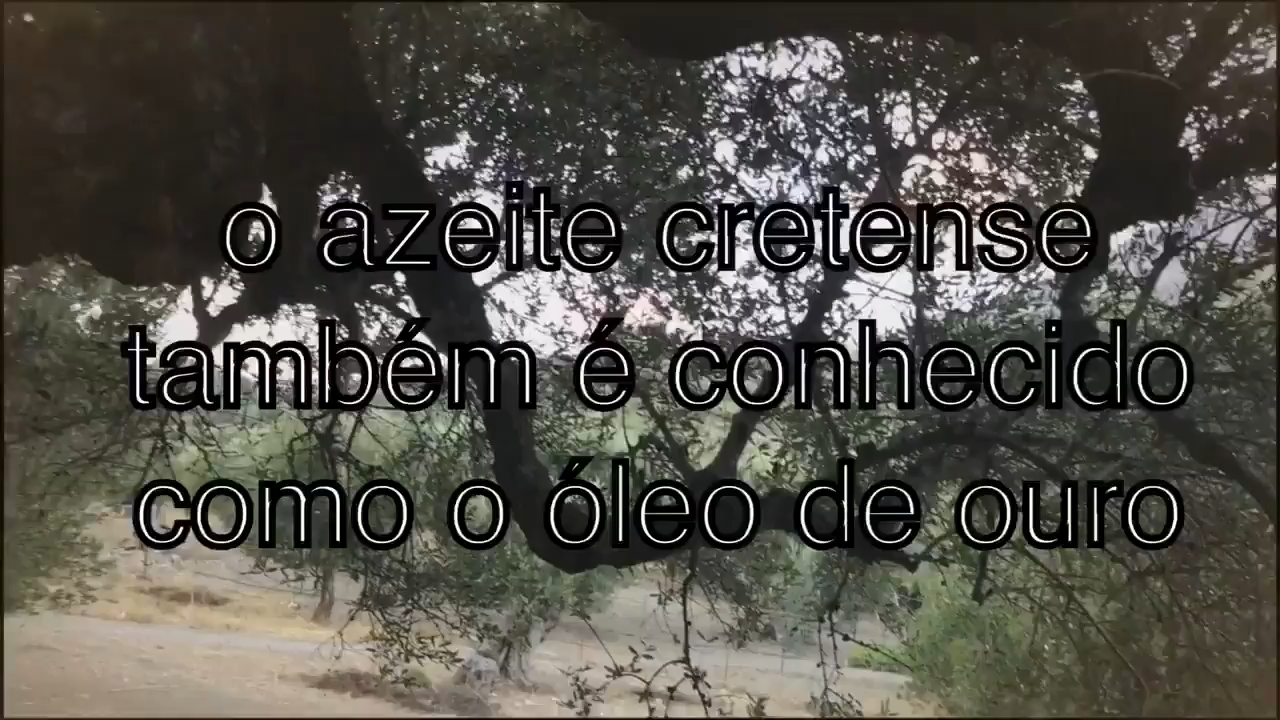 o azeite cretense
também é conhecido
como o óleo de ouro